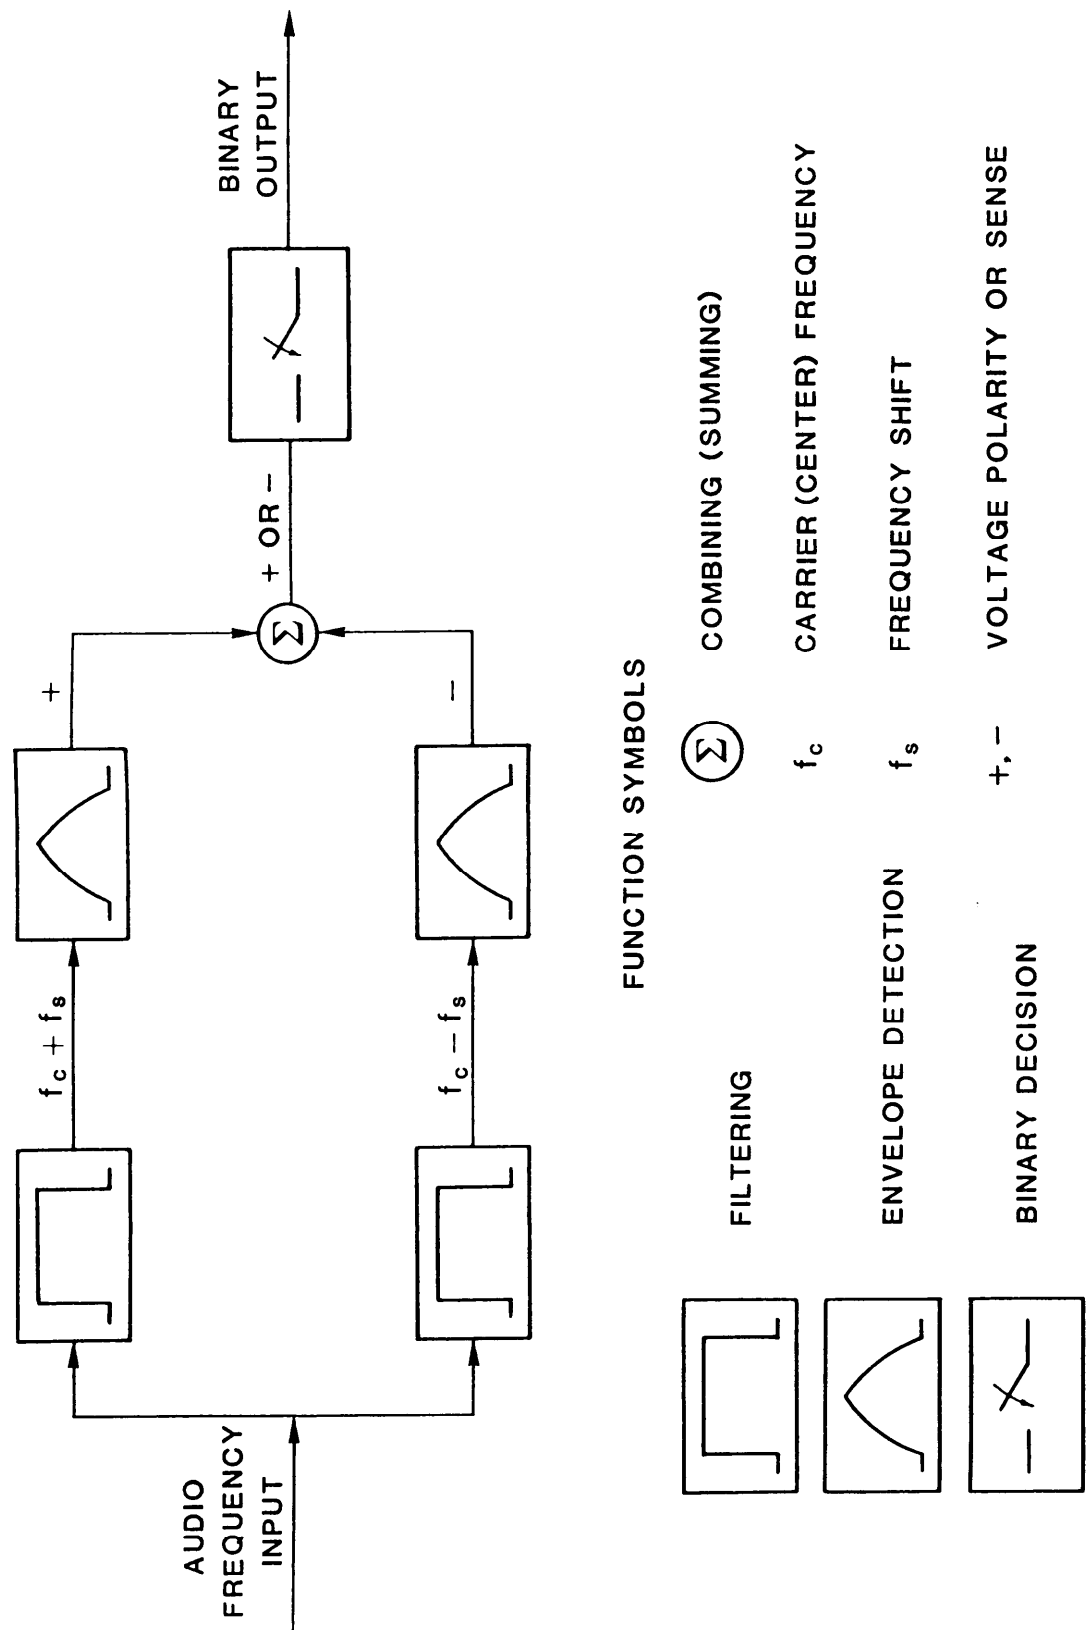 AUDIO
FREQUENCY
INPUT
f_c + f_s
f_c − f_s
+
−
Σ
+ OR −
BINARY
OUTPUT
FUNCTION SYMBOLS
FILTERING
Σ COMBINING (SUMMING)
f_c CARRIER (CENTER) FREQUENCY
ENVELOPE DETECTION
f_s FREQUENCY SHIFT
BINARY DECISION
+, − VOLTAGE POLARITY OR SENSE